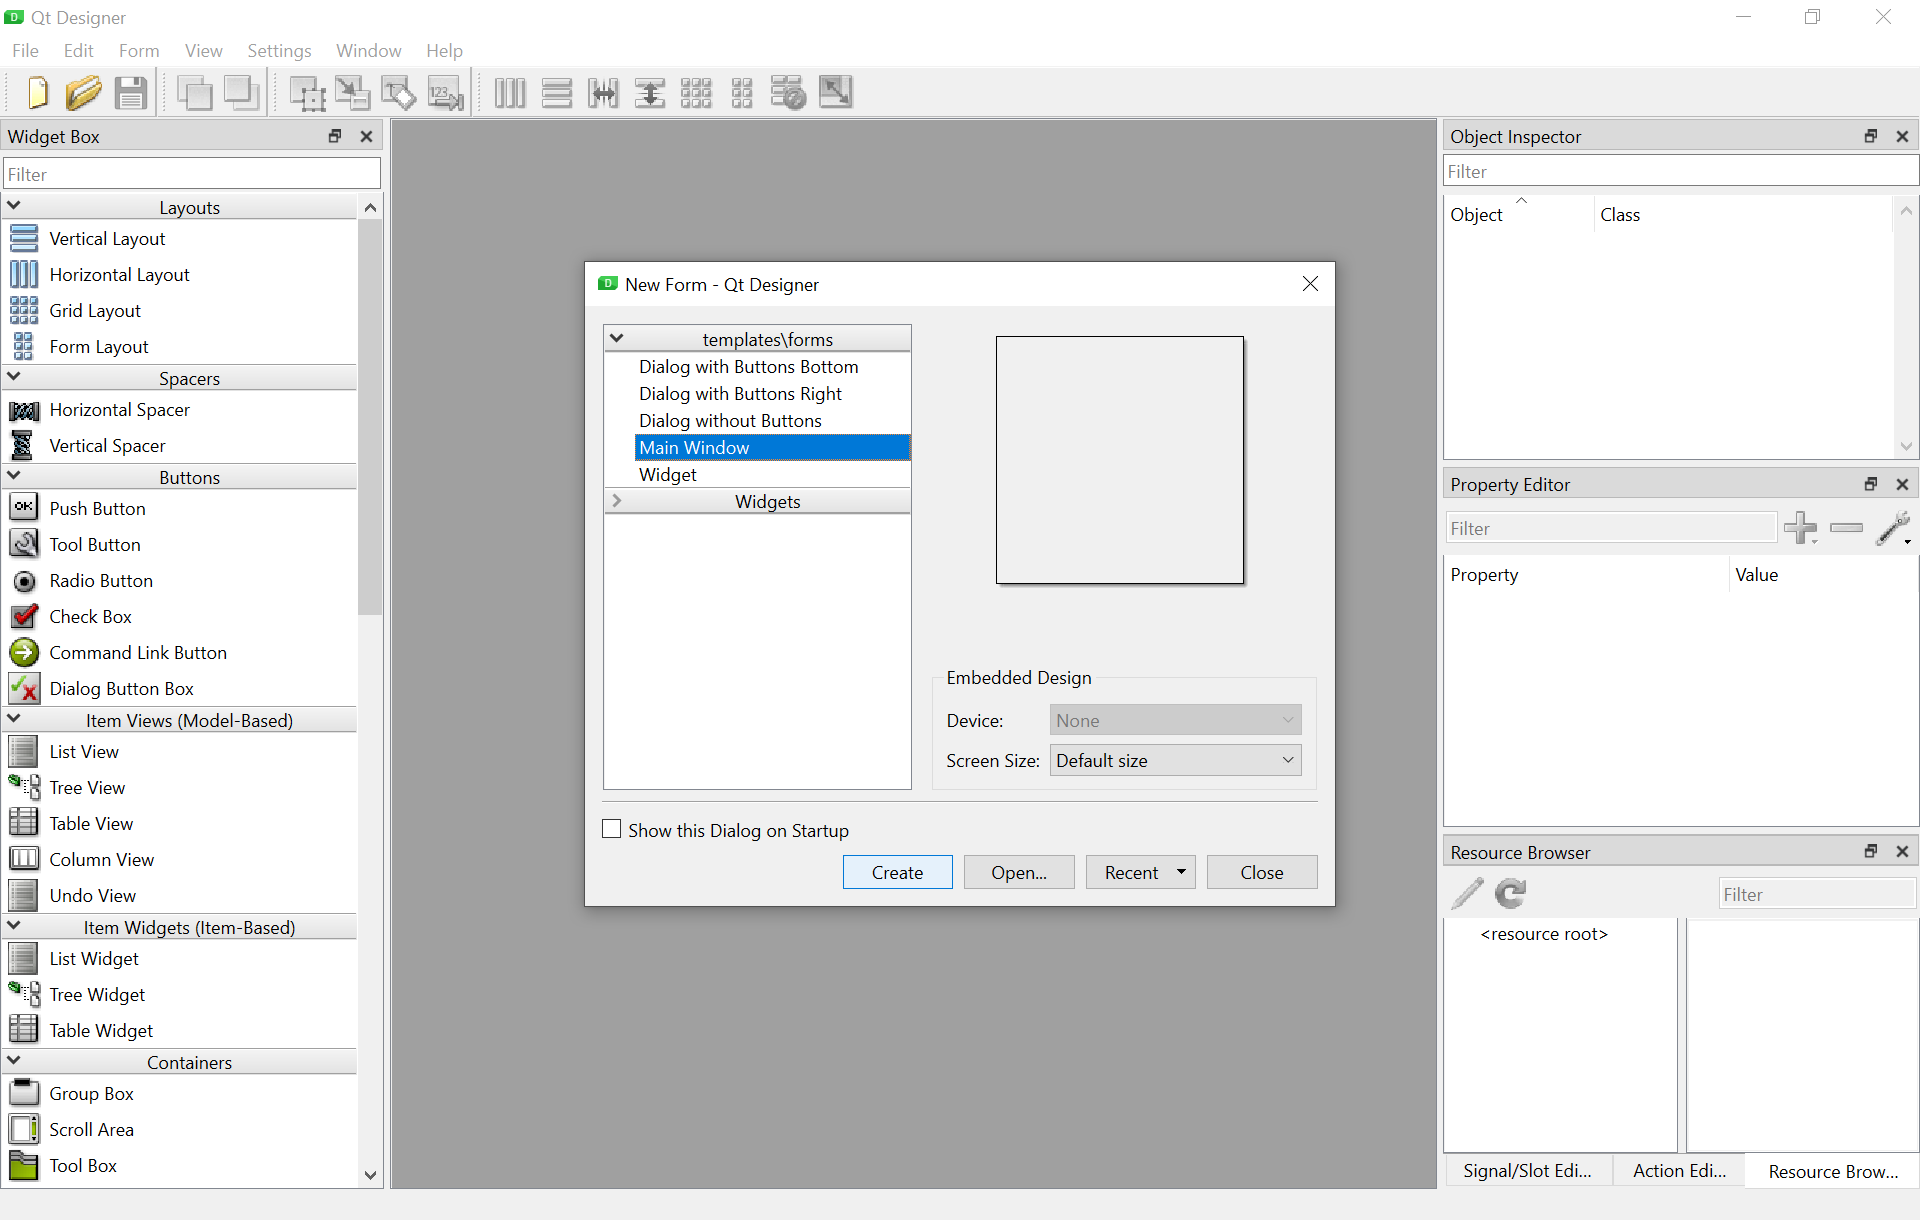 Qt Designer
File Edit Form View Settings Window Help
Widget Box
Filter
Layouts
Vertical Layout
Horizontal Layout
Grid Layout
Form Layout
Spacers
Horizontal Spacer
Vertical Spacer
Buttons
OK Push Button
Tool Button
Radio Button
Check Box
Command Link Button
Dialog Button Box
Item Views (Model-Based)
List View
Tree View
Table View
Column View
Undo View
Item Widgets (Item-Based)
List Widget
Tree Widget
Table Widget
Containers
Group Box
Scroll Area
Tool Box
New Form - Qt Designer
templates\forms
Dialog with Buttons Bottom
Dialog with Buttons Right
Dialog without Buttons
Main Window
Widget
Widgets
Embedded Design
Device: None
Screen Size: Default size
Show this Dialog on Startup
Create Open... Recent Close
Object Inspector
Filter
Object Class
Property Editor
Filter
Property Value
Resource Browser
Filter
<resource root>
Signal/Slot Edi... Action Edi... Resource Brow...
123
D
D